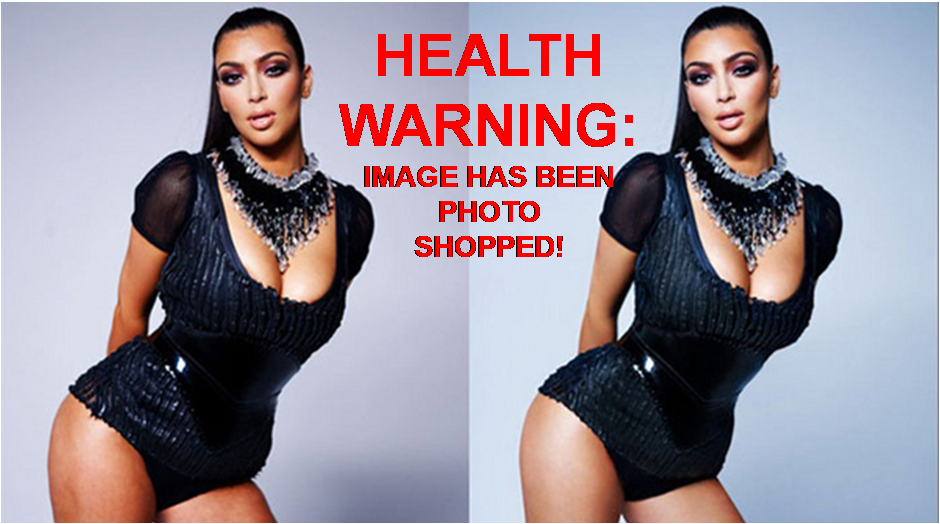 HEALTH
WARNING:
IMAGE HAS BEEN
PHOTO
SHOPPED!